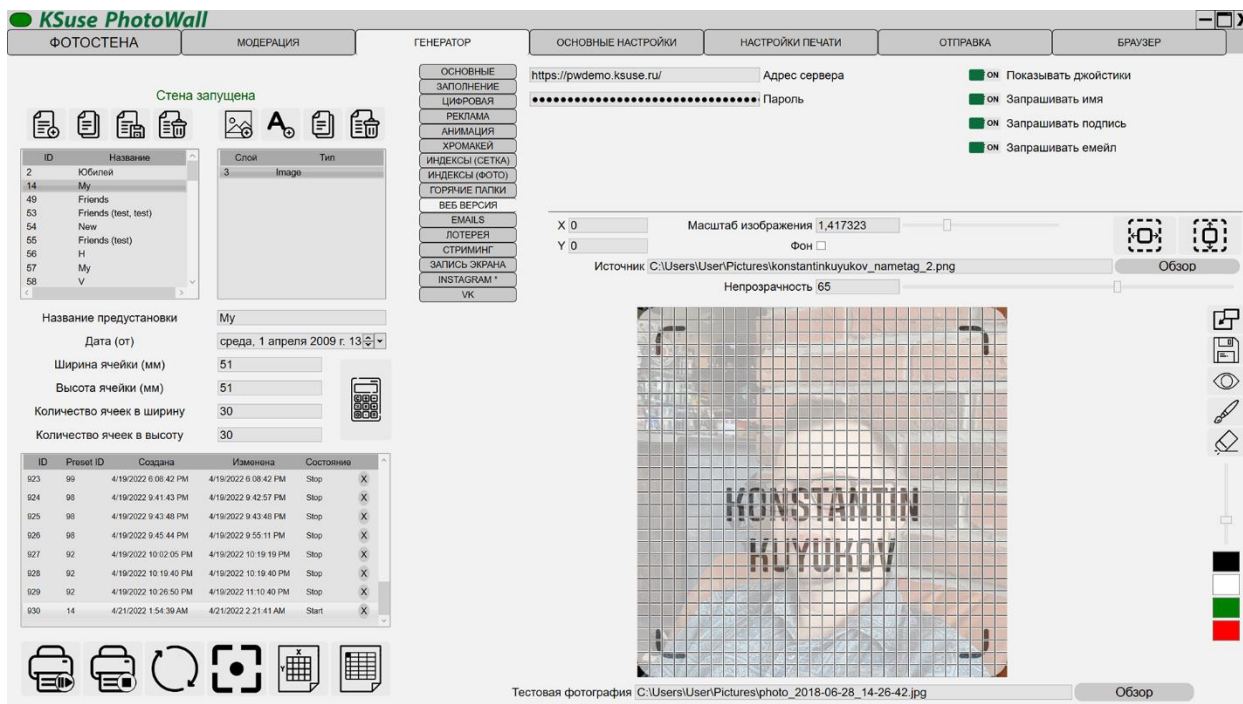 KSuse PhotoWall
ФОТОСТЕНА МОДЕРАЦИЯ ГЕНЕРАТОР ОСНОВНЫЕ НАСТРОЙКИ НАСТРОЙКИ ПЕЧАТИ ОТПРАВКА БРАУЗЕР
Стена запущена
ID Название
2 Юбилей
14 My
49 Friends
53 Friends (test, test)
54 New
55 Friends (test)
56 H
57 My
58 V
Слой Тип
3 Image
Название предустановки My
Дата (от) среда, 1 апреля 2009 г. 13
Ширина ячейки (мм) 51
Высота ячейки (мм) 51
Количество ячеек в ширину 30
Количество ячеек в высоту 30
ID Preset ID Создана Изменена Состояние
923 99 4/19/2022 6:08:42 PM 4/19/2022 6:08:42 PM Stop X
924 98 4/19/2022 9:41:43 PM 4/19/2022 9:42:57 PM Stop X
925 98 4/19/2022 9:43:48 PM 4/19/2022 9:43:48 PM Stop X
926 98 4/19/2022 9:45:44 PM 4/19/2022 9:55:11 PM Stop X
927 92 4/19/2022 10:02:05 PM 4/19/2022 10:19:19 PM Stop X
928 92 4/19/2022 10:19:40 PM 4/19/2022 10:19:40 PM Stop X
929 92 4/19/2022 10:26:50 PM 4/19/2022 11:10:40 PM Stop X
930 14 4/21/2022 1:54:39 AM 4/21/2022 2:21:41 AM Start X
X
Y
ОСНОВНЫЕ
ЗАПОЛНЕНИЕ
ЦИФРОВАЯ
РЕКЛАМА
АНИМАЦИЯ
ХРОМАКЕЙ
ИНДЕКСЫ (СЕТКА)
ИНДЕКСЫ (ФОТО)
ГОРЯЧИЕ ПАПКИ
ВЕБ ВЕРСИЯ
EMAILS
ЛОТЕРЕЯ
СТРИМИНГ
ЗАПИСЬ ЭКРАНА
INSTAGRAM *
VK
https://pwdemo.ksuse.ru/ Адрес сервера
Пароль
ON Показывать джойстики
ON Запрашивать имя
ON Запрашивать подпись
ON Запрашивать емейл
X 0 Масштаб изображения 1,417323
Y 0 Фон
Источник C:\Users\User\Pictures\konstantinkuyukov_nametag_2.png Обзор
Непрозрачность 65
KONSTANTIN
KUYUKOV
Тестовая фотография C:\Users\User\Pictures\photo_2018-06-28_14-26-42.jpg Обзор